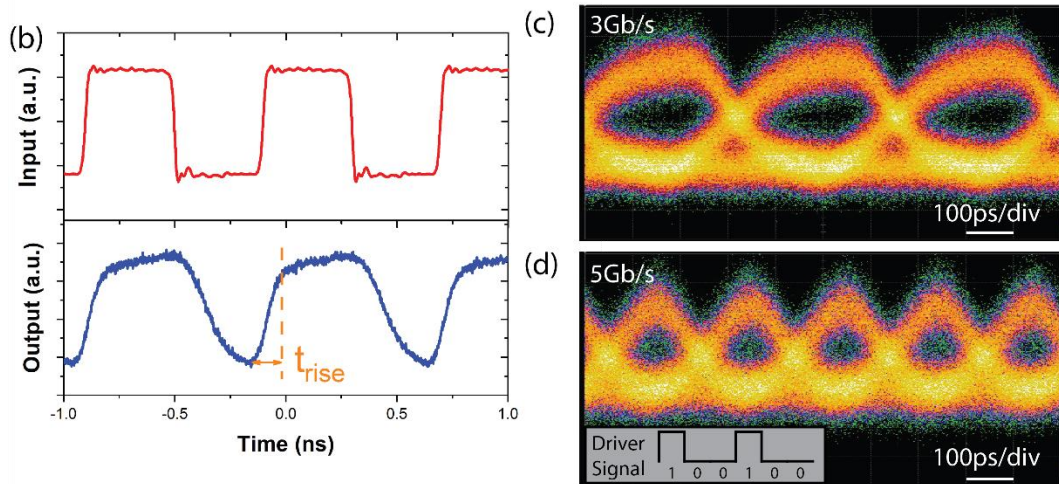 (b)
Input (a.u.)
Output (a.u.)
trise
-1.0 -0.5 0.0 0.5 1.0
Time (ns)
(c)
3Gb/s
100ps/div
(d)
5Gb/s
Driver
Signal 1 0 0 1 0 0
100ps/div